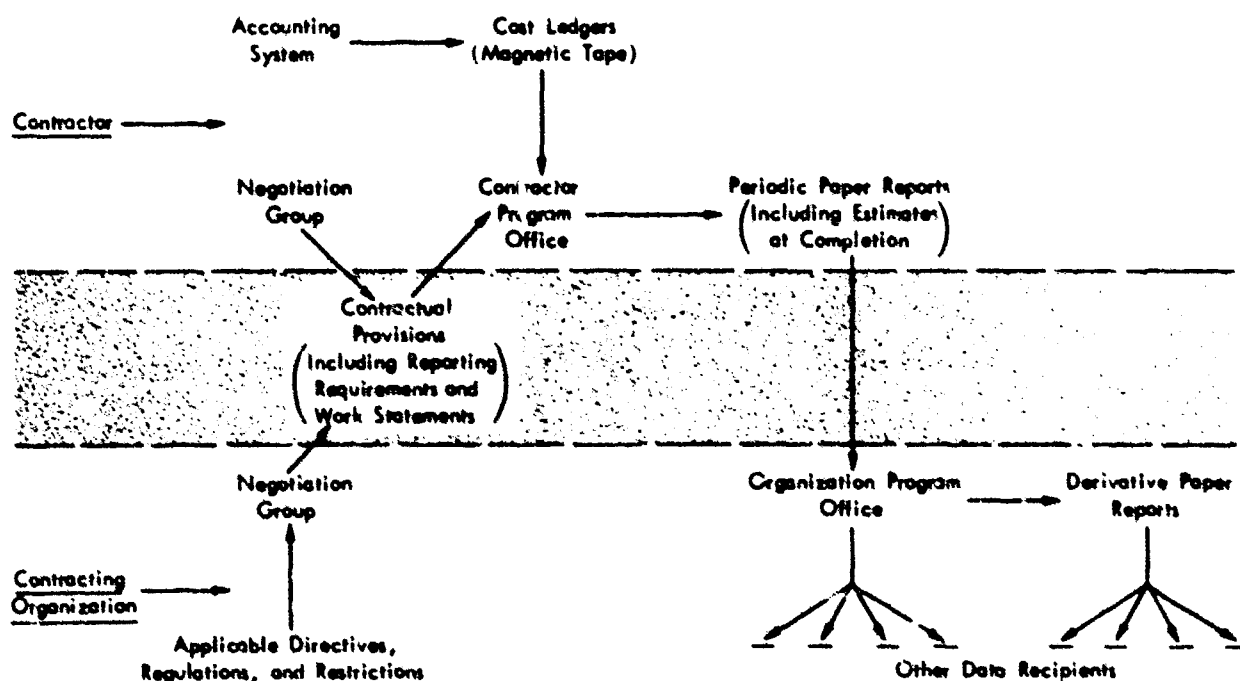 Accounting
System
Cost Ledgers
(Magnetic Tape)
Contractor
Negotiation
Group
Contractor
Program
Office
Periodic Paper Reports
(Including Estimates
at Completion)
Contractual
Provisions
(Including Reporting
Requirements and
Work Statements)
Negotiation
Group
Organization Program
Office
Derivative Paper
Reports
Contracting
Organization
Applicable Directives,
Regulations, and Restrictions
Other Data Recipients